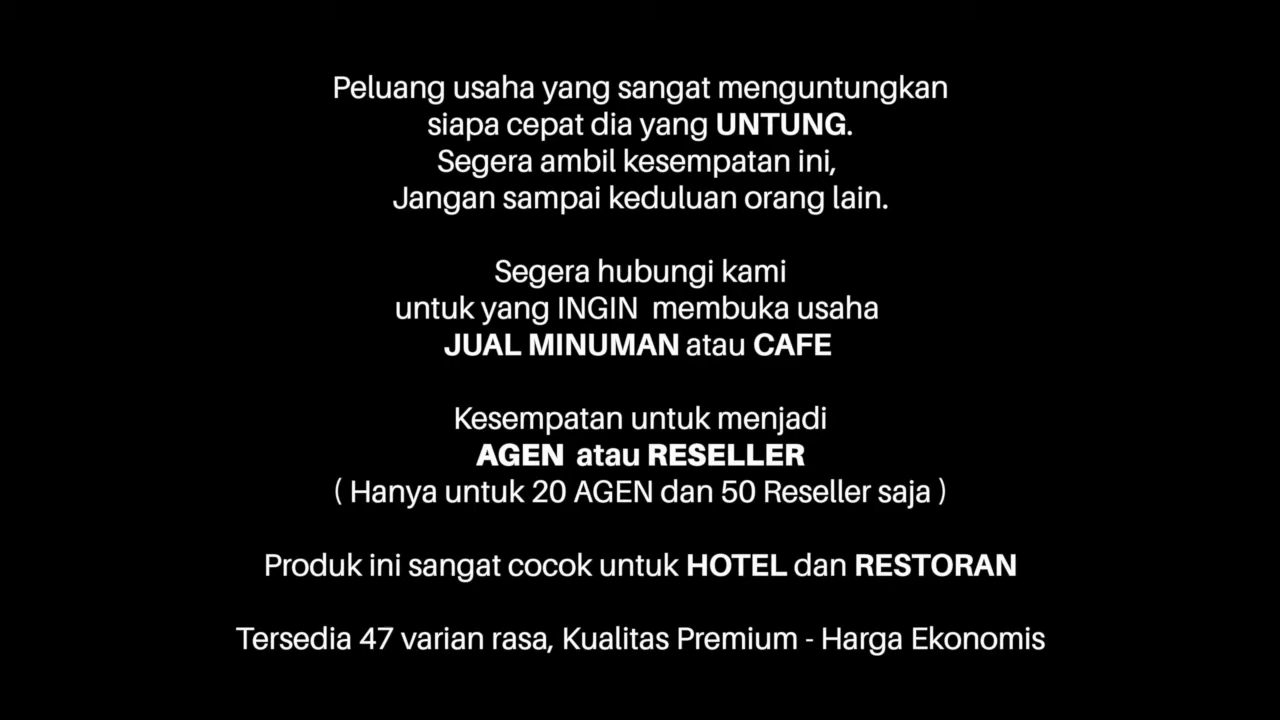 Peluang usaha yang sangat menguntungkan
siapa cepat dia yang UNTUNG.
Segera ambil kesempatan ini,
Jangan sampai keduluan orang lain.
Segera hubungi kami
untuk yang INGIN membuka usaha
JUAL MINUMAN atau CAFE
Kesempatan untuk menjadi
AGEN atau RESELLER
( Hanya untuk 20 AGEN dan 50 Reseller saja )
Produk ini sangat cocok untuk HOTEL dan RESTORAN
Tersedia 47 varian rasa, Kualitas Premium - Harga Ekonomis